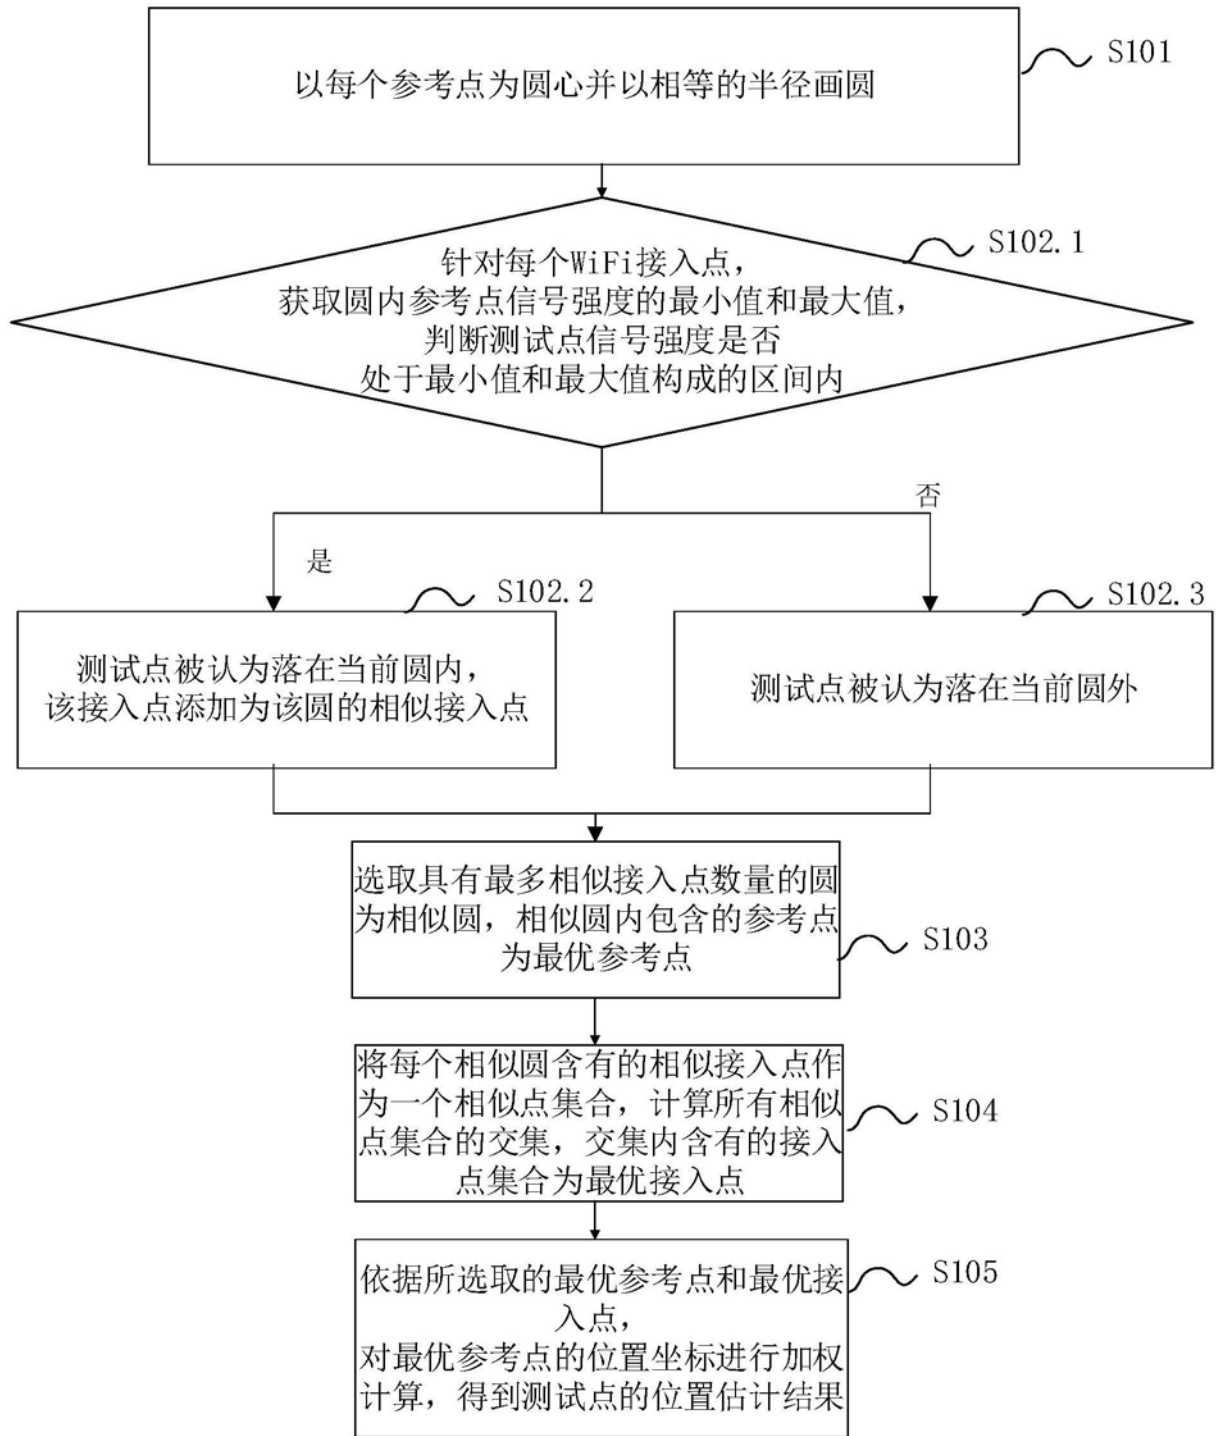 以每个参考点为圆心并以相等的半径画圆
S101
S102.1
针对每个WiFi接入点，
获取圆内参考点信号强度的最小值和最大值，
判断测试点信号强度是否
处于最小值和最大值构成的区间内
否
是
S102.2
S102.3
测试点被认为落在当前圆内，
该接入点添加为该圆的相似接入点
测试点被认为落在当前圆外
选取具有最多相似接入点数量的圆
为相似圆，相似圆内包含的参考点
为最优参考点
S103
将每个相似圆含有的相似接入点作
为一个相似点集合，计算所有相似
点集合的交集，交集内含有的接入
点集合为最优接入点
S104
依据所选取的最优参考点和最优接
入点，
对最优参考点的位置坐标进行加权
计算，得到测试点的位置估计结果
S105